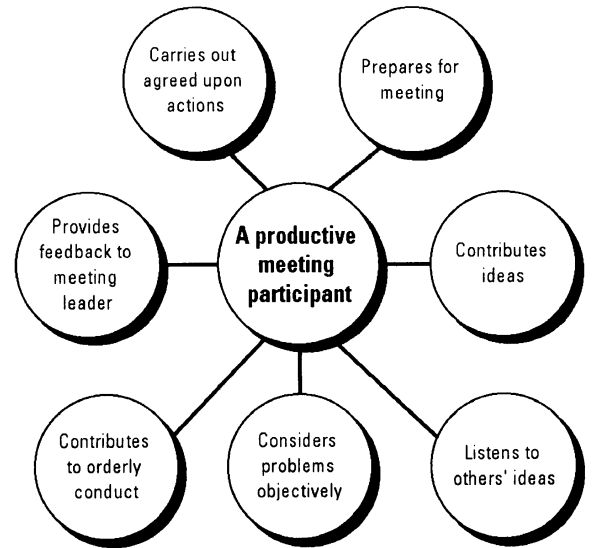 Carries out
agreed upon
actions
Prepares for
meeting
Provides
feedback to
meeting
leader
A productive
meeting
participant
Contributes
ideas
Contributes
to orderly
conduct
Considers
problems
objectively
Listens to
others' ideas